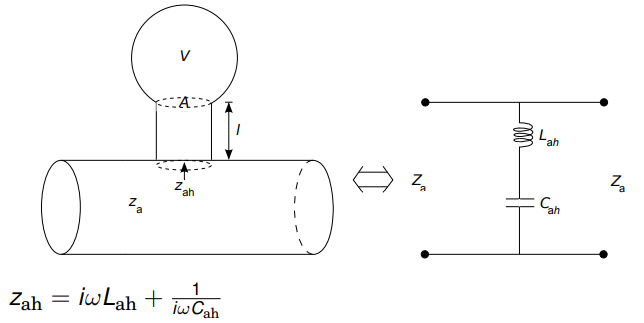 V
A
l
z_ah
z_a
⇔
Z_a
L_ah
C_ah
Z_a
z_ah = iωL_ah + 1/(iωC_ah)